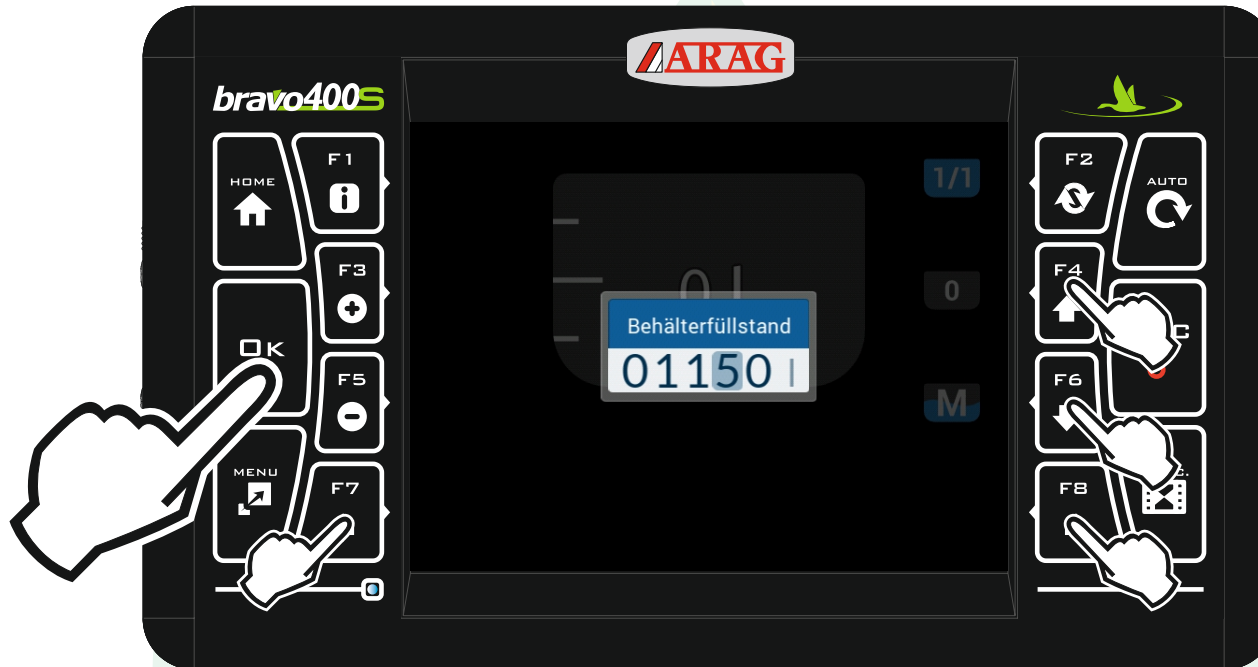 ARAG
bravo400S
HOME
F1
F2
AUTO
1/1
F3
0 l
F4
0
Behälterfüllstand
01150 l
OK
C
F5
F6
M
MENU
F7
F8
C.